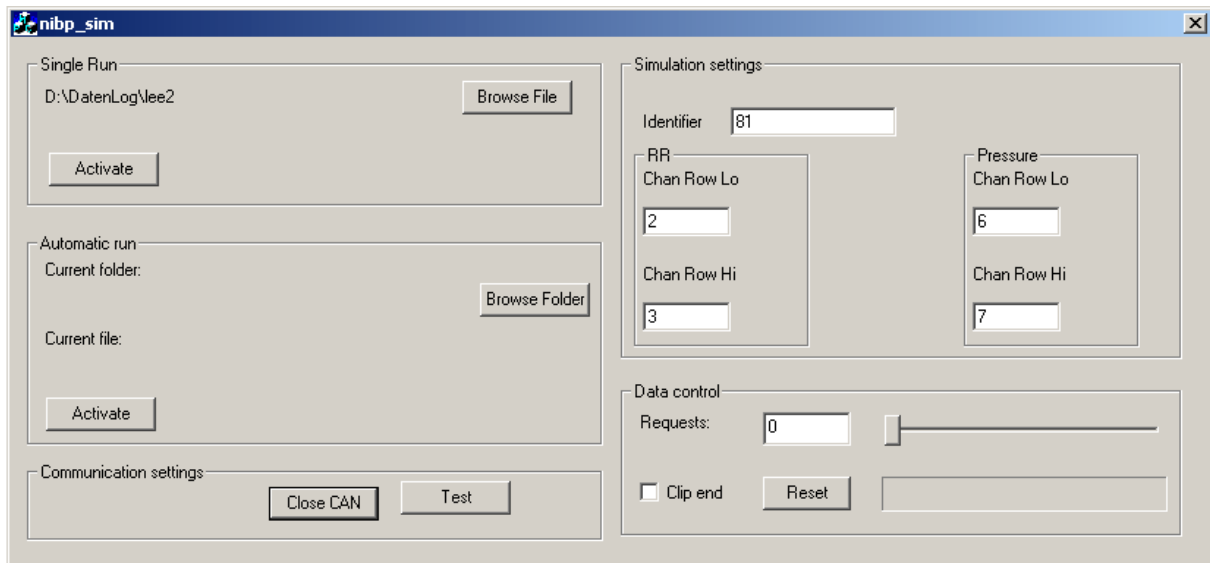 nibp_sim
Single Run
D:\DatenLog\lee2
Browse File
Activate
Automatic run
Current folder:
Browse Folder
Current file:
Activate
Communication settings
Close CAN
Test
Simulation settings
Identifier 81
RR
Chan Row Lo
2
Chan Row Hi
3
Pressure
Chan Row Lo
6
Chan Row Hi
7
Data control
Requests: 0
Clip end
Reset